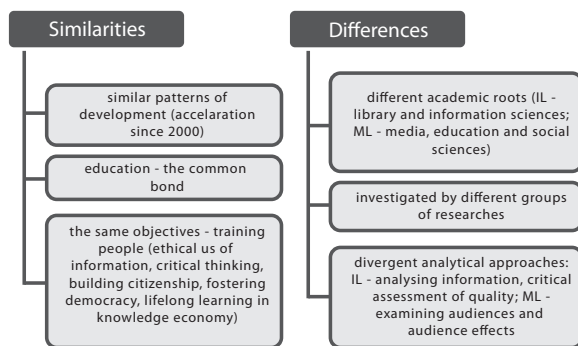 Similarities
similar patterns of
development (accelaration
since 2000)
education - the common
bond
the same objectives - training
people (ethical us of
information, critical thinking,
building citizenship, fostering
democracy, lifelong learning in
knowledge economy)
Differences
different academic roots (IL -
library and information sciences;
ML - media, education and social
sciences)
investigated by different groups
of researches
divergent analytical approaches:
IL - analysing information, critical
assessment of quality; ML -
examining audiences and
audience effects